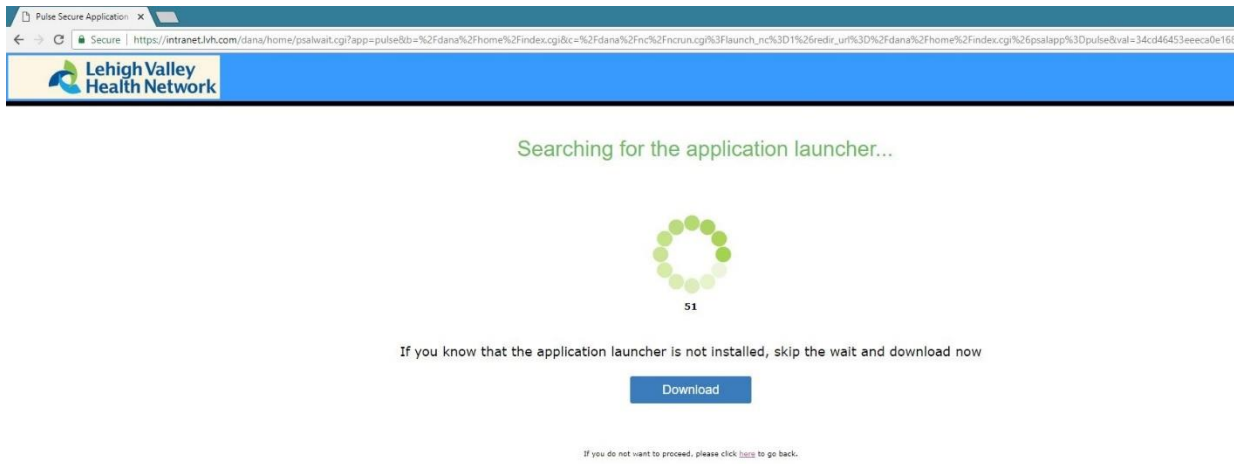 Pulse Secure Application
Secure | https://intranet.lvh.com/dana/home/psalwait.cgi?app=pulse&b=%2Fdana%2Fhome%2Findex.cgi&c=%2Fdana%2Fnc%2Fncrun.cgi%3Flaunch_nc%3D1%26redir_url%3D%2Fdana%2Fhome%2Findex.cgi%26psalapp%3Dpulse&val=34cd46453eeeca0e168
Lehigh Valley
Health Network
Searching for the application launcher...
51
If you know that the application launcher is not installed, skip the wait and download now
Download
If you do not want to proceed, please click here to go back.